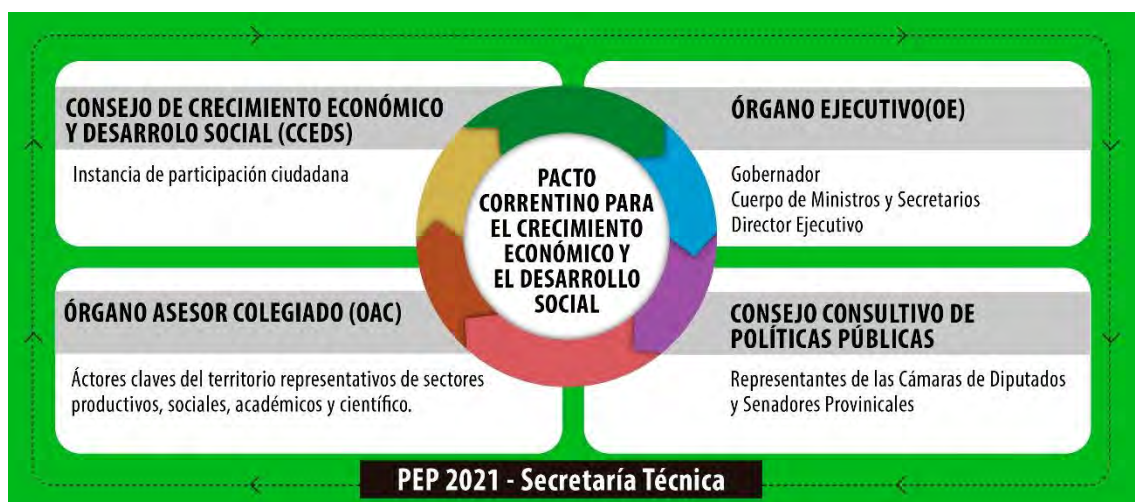 CONSEJO DE CRECIMIENTO ECONÓMICO
Y DESARROLO SOCIAL (CCEDS)
Instancia de participación ciudadana
ÓRGANO EJECUTIVO(OE)
Gobernador
Cuerpo de Ministros y Secretarios
Director Ejecutivo
PACTO
CORRENTINO PARA
EL CRECIMIENTO
ECONÓMICO Y
EL DESARROLLO
SOCIAL
ÓRGANO ASESOR COLEGIADO (OAC)
Áctores claves del territorio representativos de sectores
productivos, sociales, académicos y científico.
CONSEJO CONSULTIVO DE
POLÍTICAS PÚBLICAS
Representantes de las Cámaras de Diputados
y Senadores Provinicales
PEP 2021 - Secretaría Técnica